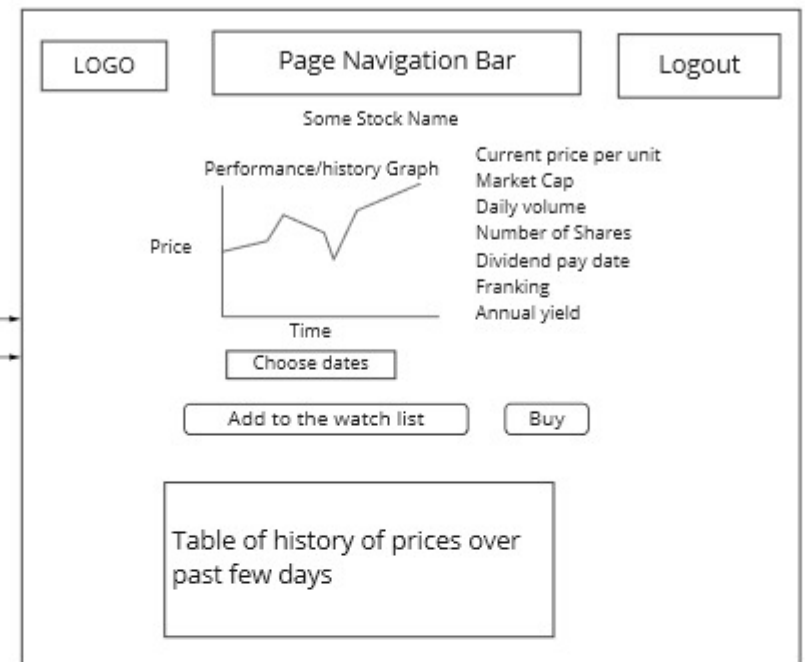 LOGO
Page Navigation Bar
Logout
Some Stock Name
Performance/history Graph
Price
Time
Choose dates
Current price per unit
Market Cap
Daily volume
Number of Shares
Dividend pay date
Franking
Annual yield
Add to the watch list
Buy
Table of history of prices over
past few days